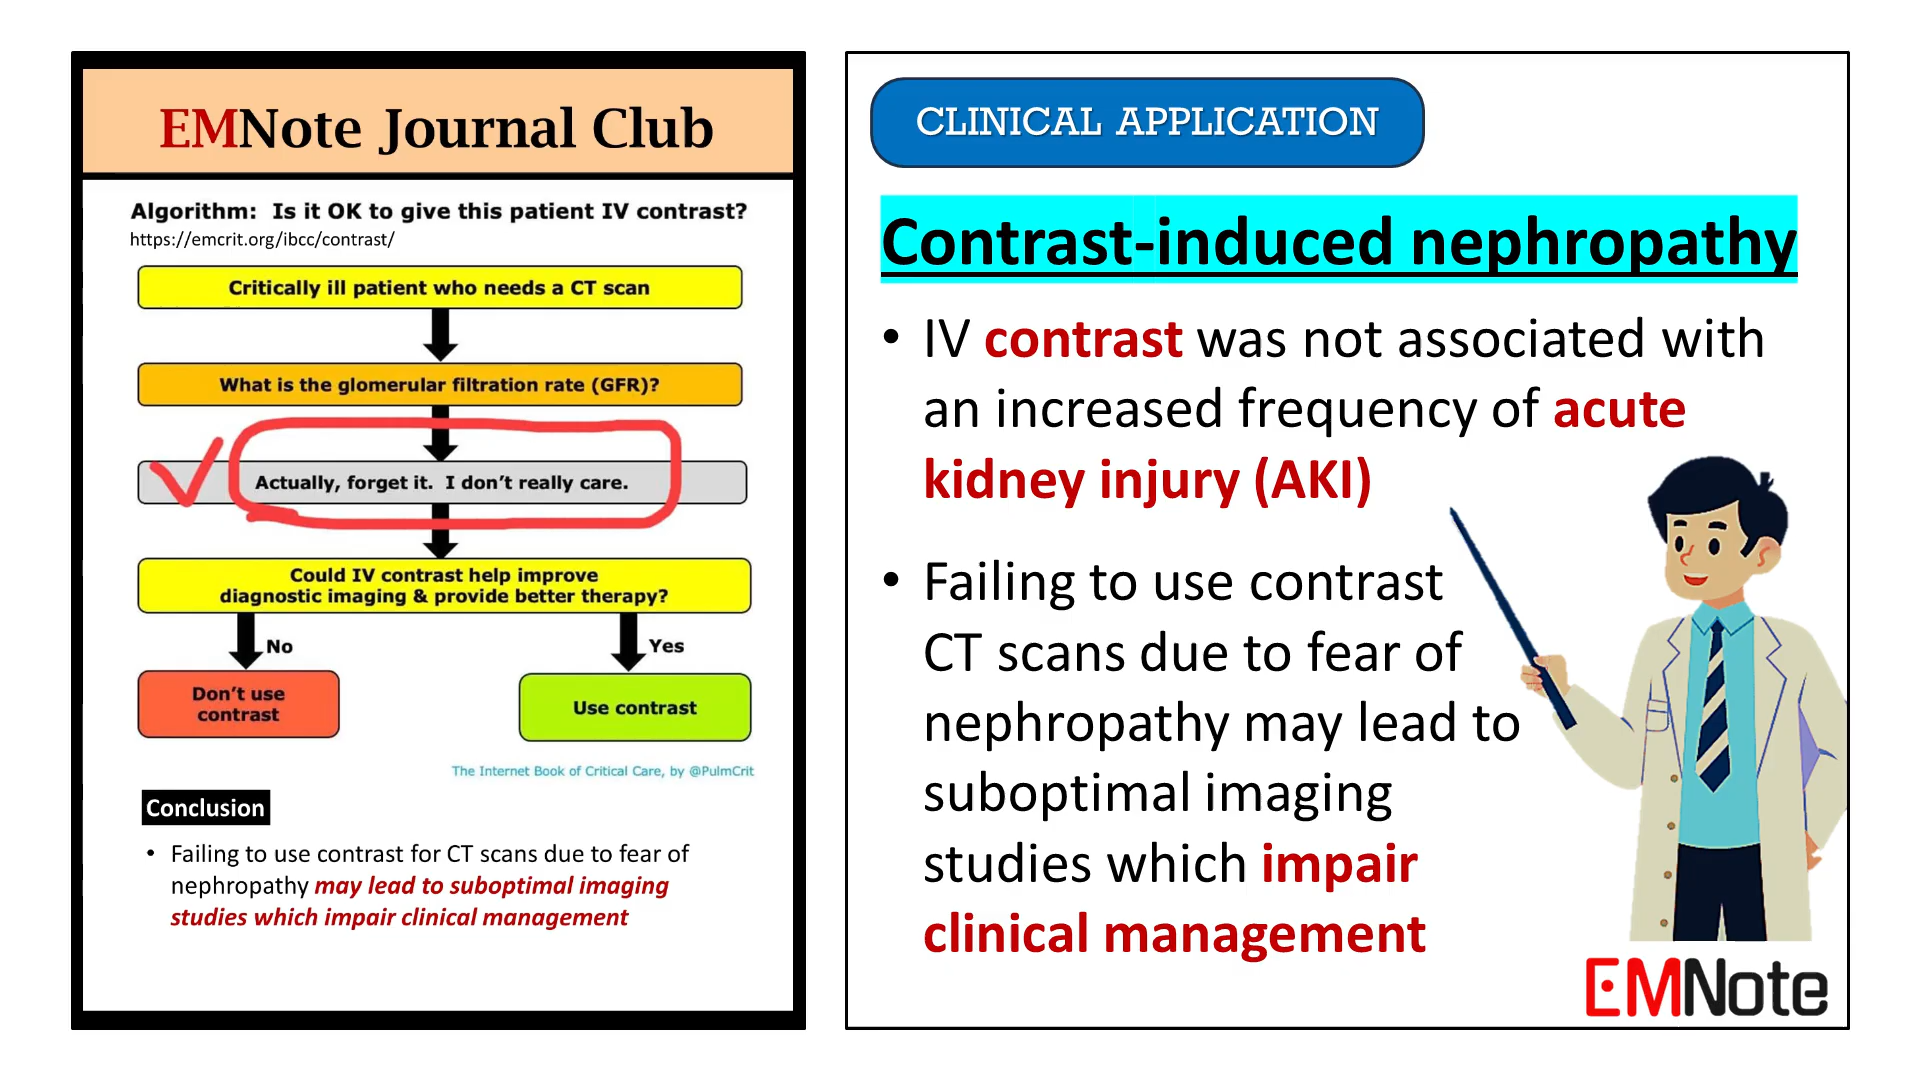 EMNote Journal Club
Algorithm: Is it OK to give this patient IV contrast?
https://emcrit.org/ibcc/contrast/
Critically ill patient who needs a CT scan
What is the glomerular filtration rate (GFR)?
Actually, forget it. I don't really care.
Could IV contrast help improve
diagnostic imaging & provide better therapy?
No
Yes
Don't use
contrast
Use contrast
The Internet Book of Critical Care, by @PulmCrit
Conclusion
• Failing to use contrast for CT scans due to fear of
nephropathy may lead to suboptimal imaging
studies which impair clinical management
CLINICAL APPLICATION
Contrast-induced nephropathy
• IV contrast was not associated with
an increased frequency of acute
kidney injury (AKI)
• Failing to use contrast
CT scans due to fear of
nephropathy may lead to
suboptimal imaging
studies which impair
clinical management
EMNote